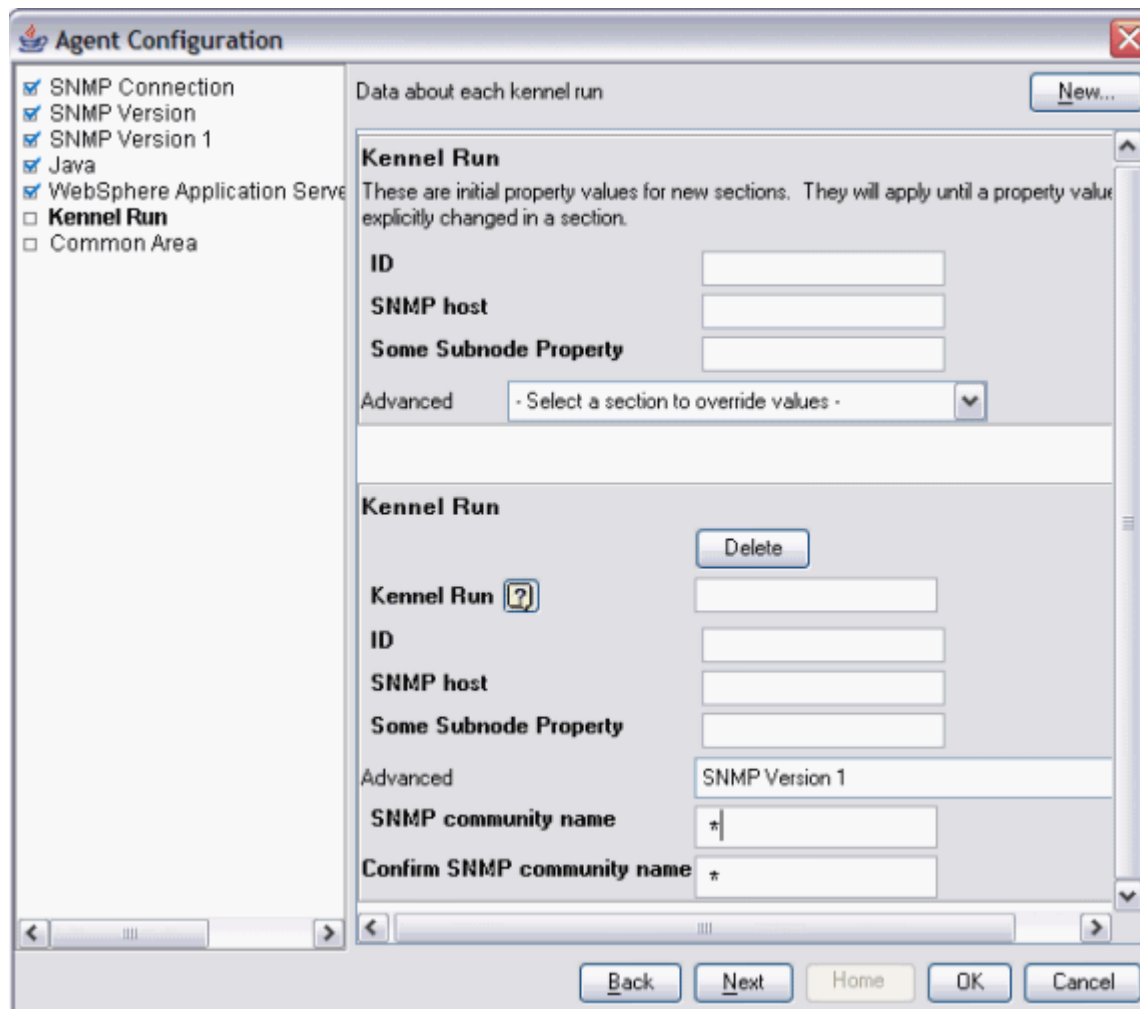 Agent Configuration
SNMP Connection
SNMP Version
SNMP Version 1
Java
WebSphere Application Serve
Kennel Run
Common Area
Data about each kennel run
New...
Kennel Run
These are initial property values for new sections. They will apply until a property value
explicitly changed in a section.
ID
SNMP host
Some Subnode Property
Advanced - Select a section to override values -
Kennel Run
Delete
Kennel Run ?
ID
SNMP host
Some Subnode Property
Advanced SNMP Version 1
SNMP community name *
Confirm SNMP community name *
Back Next Home OK Cancel